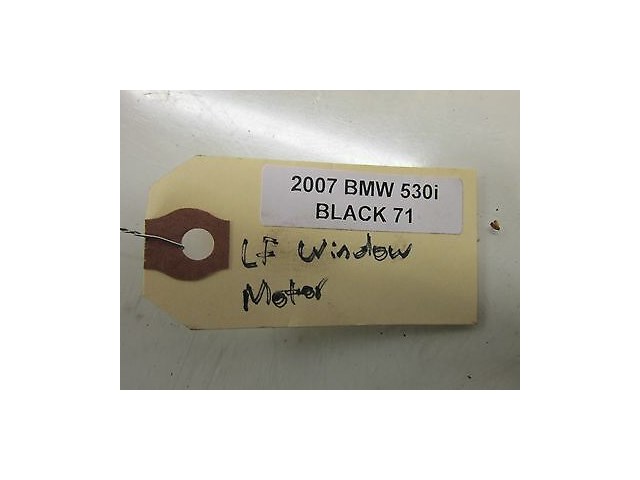 2007 BMW 530i
BLACK 71
LF Window
Motor